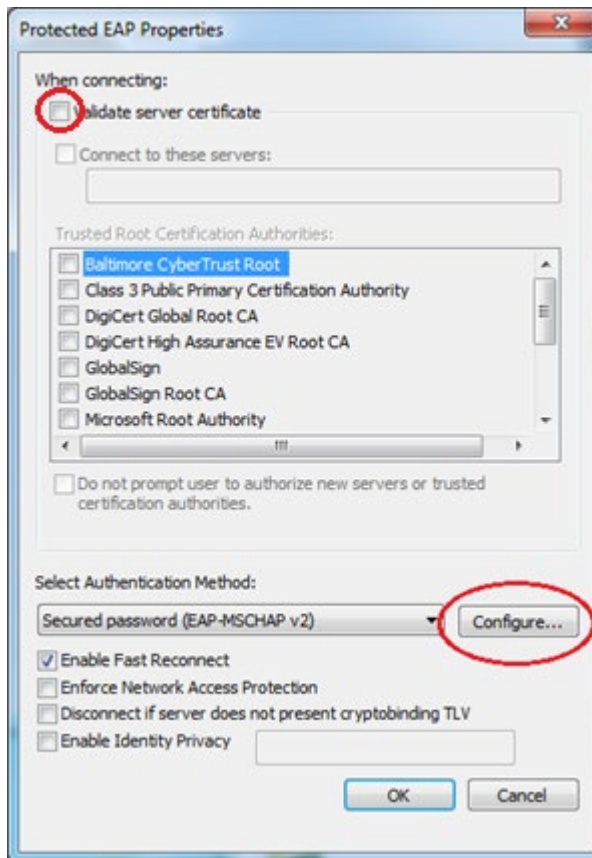 Protected EAP Properties
When connecting:
Validate server certificate
Connect to these servers:
Trusted Root Certification Authorities:
Baltimore CyberTrust Root
Class 3 Public Primary Certification Authority
DigiCert Global Root CA
DigiCert High Assurance EV Root CA
GlobalSign
GlobalSign Root CA
Microsoft Root Authority
Do not prompt user to authorize new servers or trusted
certification authorities.
Select Authentication Method:
Secured password (EAP-MSCHAP v2)
Configure...
Enable Fast Reconnect
Enforce Network Access Protection
Disconnect if server does not present cryptobinding TLV
Enable Identity Privacy
OK
Cancel